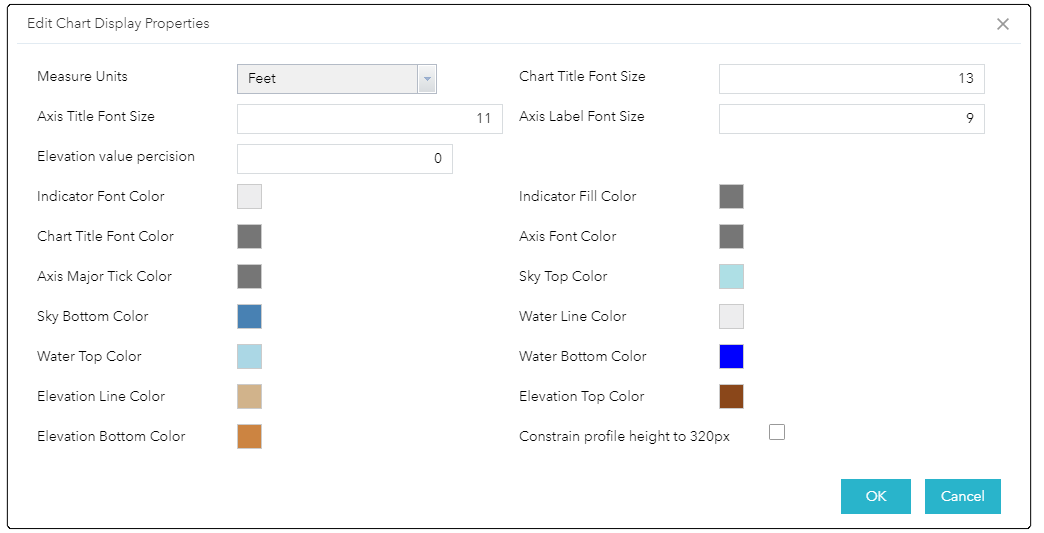 Edit Chart Display Properties
Measure Units Feet Chart Title Font Size 13
Axis Title Font Size 11 Axis Label Font Size 9
Elevation value percision 0
Indicator Font Color Indicator Fill Color
Chart Title Font Color Axis Font Color
Axis Major Tick Color Sky Top Color
Sky Bottom Color Water Line Color
Water Top Color Water Bottom Color
Elevation Line Color Elevation Top Color
Elevation Bottom Color Constrain profile height to 320px
OK Cancel